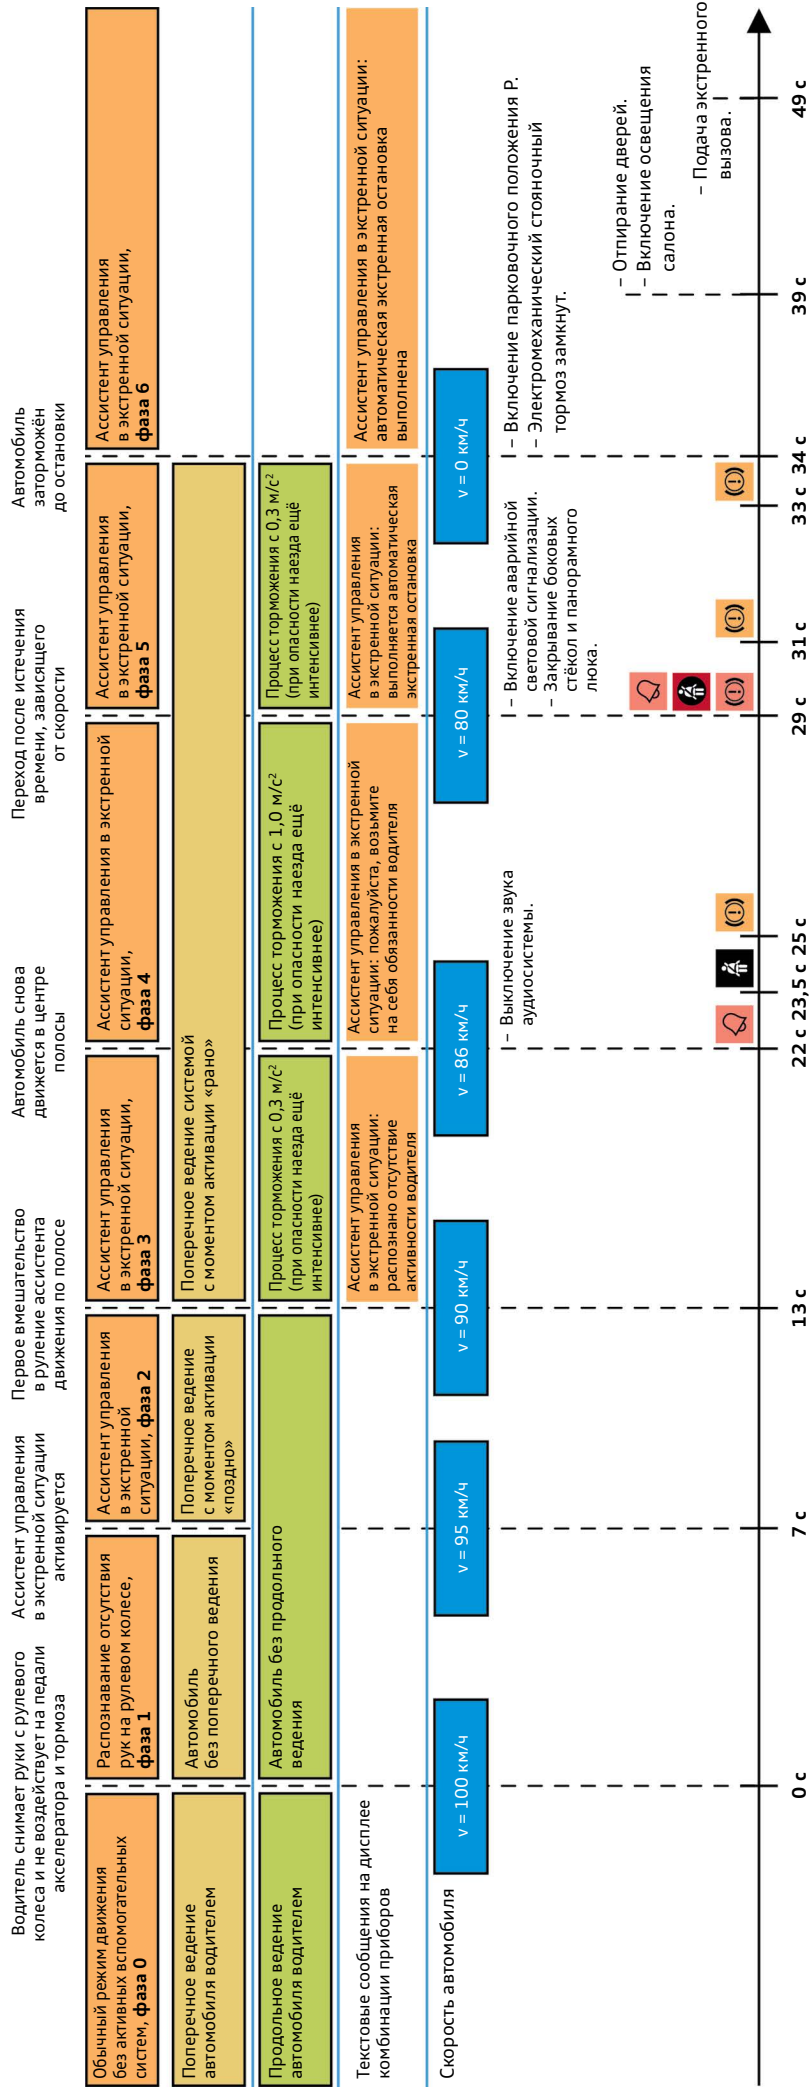 Водитель снимает руки с рулевого
колеса и не воздействует на педали
акселератора и тормоза
Ассистент управления
в экстренной ситуации
активируется
Первое вмешательство
в руление ассистента
движения по полосе
Автомобиль снова
движется в центре
полосы
Переход после истечения
времени, зависящего
от скорости
Автомобиль
заторможён
до остановки
Обычный режим движения
без активных вспомогательных
систем, фаза 0
Распознавание отсутствия
рук на рулевом колесе,
фаза 1
Ассистент управления
в экстренной
ситуации, фаза 2
Ассистент управления
в экстренной ситуации,
фаза 3
Ассистент управления в экстренной
ситуации,
фаза 4
Ассистент управления
в экстренной ситуации,
фаза 5
Ассистент управления
в экстренной ситуации,
фаза 6
Поперечное ведение
автомобиля водителем
Автомобиль
без поперечного ведения
Поперечное ведение
с моментом активации
«поздно»
Поперечное ведение системой
с моментом активации «рано»
Продольное ведение
автомобиля водителем
Автомобиль без продольного
ведения
Процесс торможения с 0,3 м/с²
(при опасности наезда ещё
интенсивнее)
Процесс торможения с 1,0 м/с²
(при опасности наезда ещё
интенсивнее)
Процесс торможения с 0,3 м/с²
(при опасности наезда ещё
интенсивнее)
Текстовые сообщения на дисплее
комбинации приборов
Ассистент управления
в экстренной ситуации:
распознано отсутствие
активности водителя
Ассистент управления в экстренной
ситуации: пожалуйста, возьмите
на себя обязанности водителя
Ассистент управления
в экстренной ситуации:
выполняется автоматическая
экстренная остановка
Ассистент управления в экстренной ситуации:
автоматическая экстренная остановка
выполнена
Скорость автомобиля
v = 100 км/ч
v = 95 км/ч
v = 90 км/ч
v = 86 км/ч
v = 80 км/ч
v = 0 км/ч
– Выключение звука
аудиосистемы.
– Включение аварийной
световой сигнализации.
– Закрывание боковых
стёкол и панорамного
люка.
– Включение парковочного положения P.
– Электромеханический стояночный
тормоз замкнут.
– Отпирание дверей.
– Включение освещения
салона.
– Подача экстренного
вызова.
0 с
7 с
13 с
22 с
23,5 с
25 с
29 с
31 с
33 с
34 с
39 с
49 с